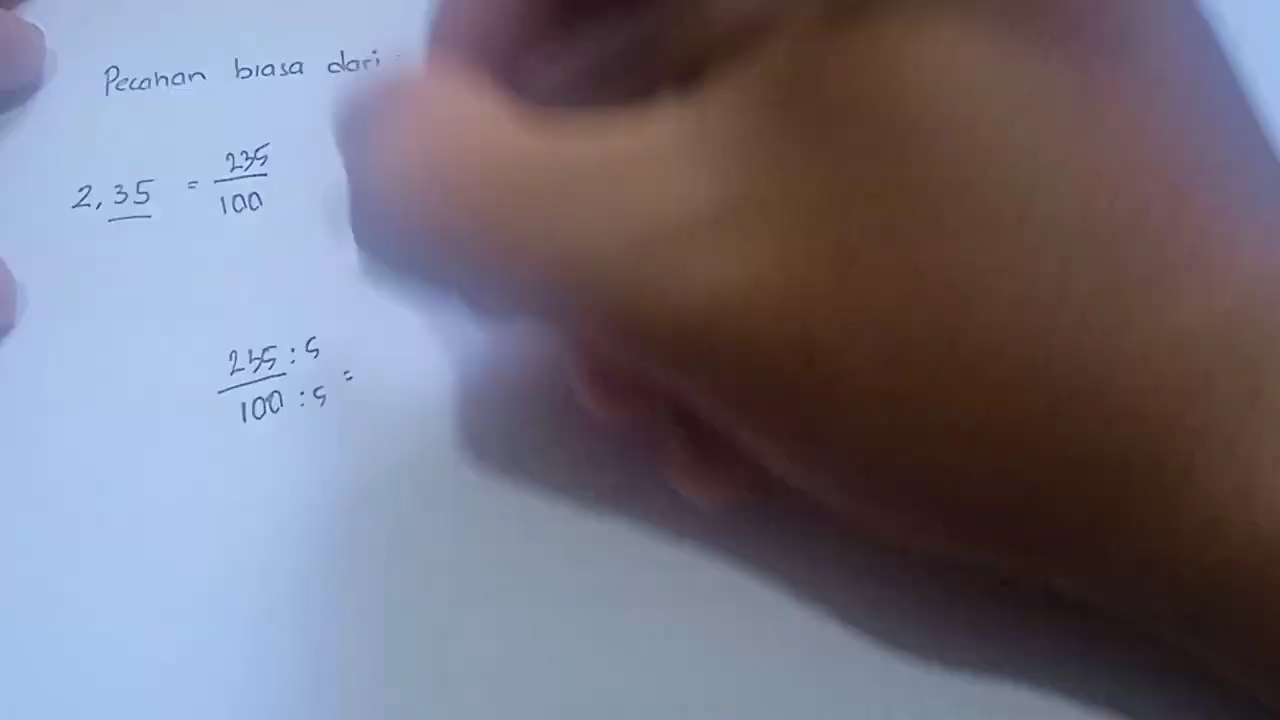 Pecahan biasa dari
2,35 = 235/100
235 : 5 / 100 : 5 =